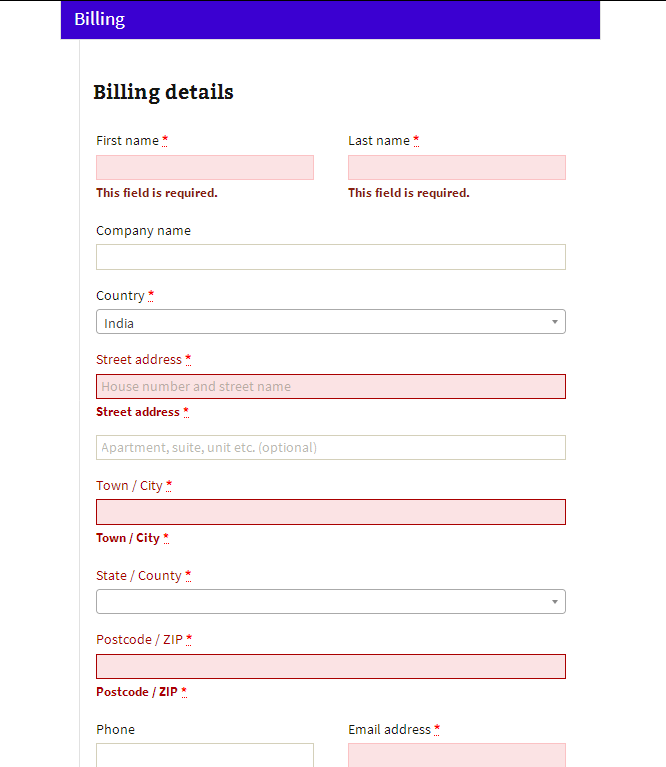 Billing
Billing details
First name * Last name *
This field is required. This field is required.
Company name
Country *
India
Street address *
House number and street name
Street address *
Apartment, suite, unit etc. (optional)
Town / City *
Town / City *
State / County *
Postcode / ZIP *
Postcode / ZIP *
Phone Email address *